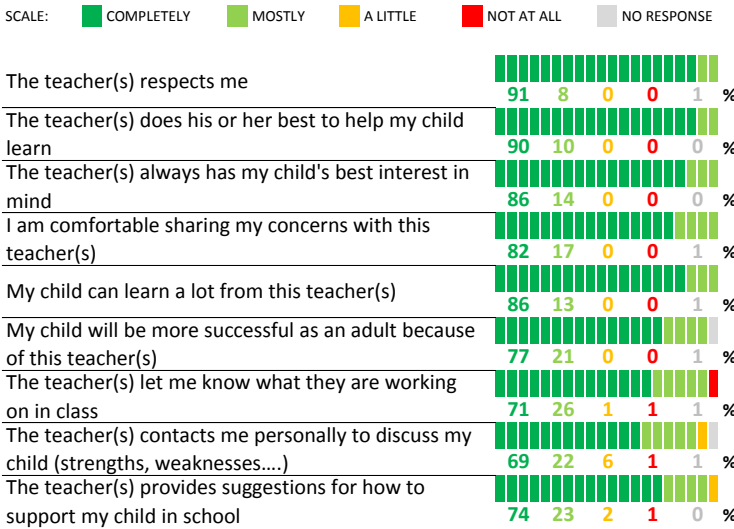 SCALE: COMPLETELY MOSTLY A LITTLE NOT AT ALL NO RESPONSE
The teacher(s) respects me
91 8 0 0 1 %
The teacher(s) does his or her best to help my child
learn
90 10 0 0 0 %
The teacher(s) always has my child's best interest in
mind
86 14 0 0 0 %
I am comfortable sharing my concerns with this
teacher(s)
82 17 0 0 1 %
My child can learn a lot from this teacher(s)
86 13 0 0 1 %
My child will be more successful as an adult because
of this teacher(s)
77 21 0 0 1 %
The teacher(s) let me know what they are working
on in class
71 26 1 1 1 %
The teacher(s) contacts me personally to discuss my
child (strengths, weaknesses....)
69 22 6 1 1 %
The teacher(s) provides suggestions for how to
support my child in school
74 23 2 1 0 %